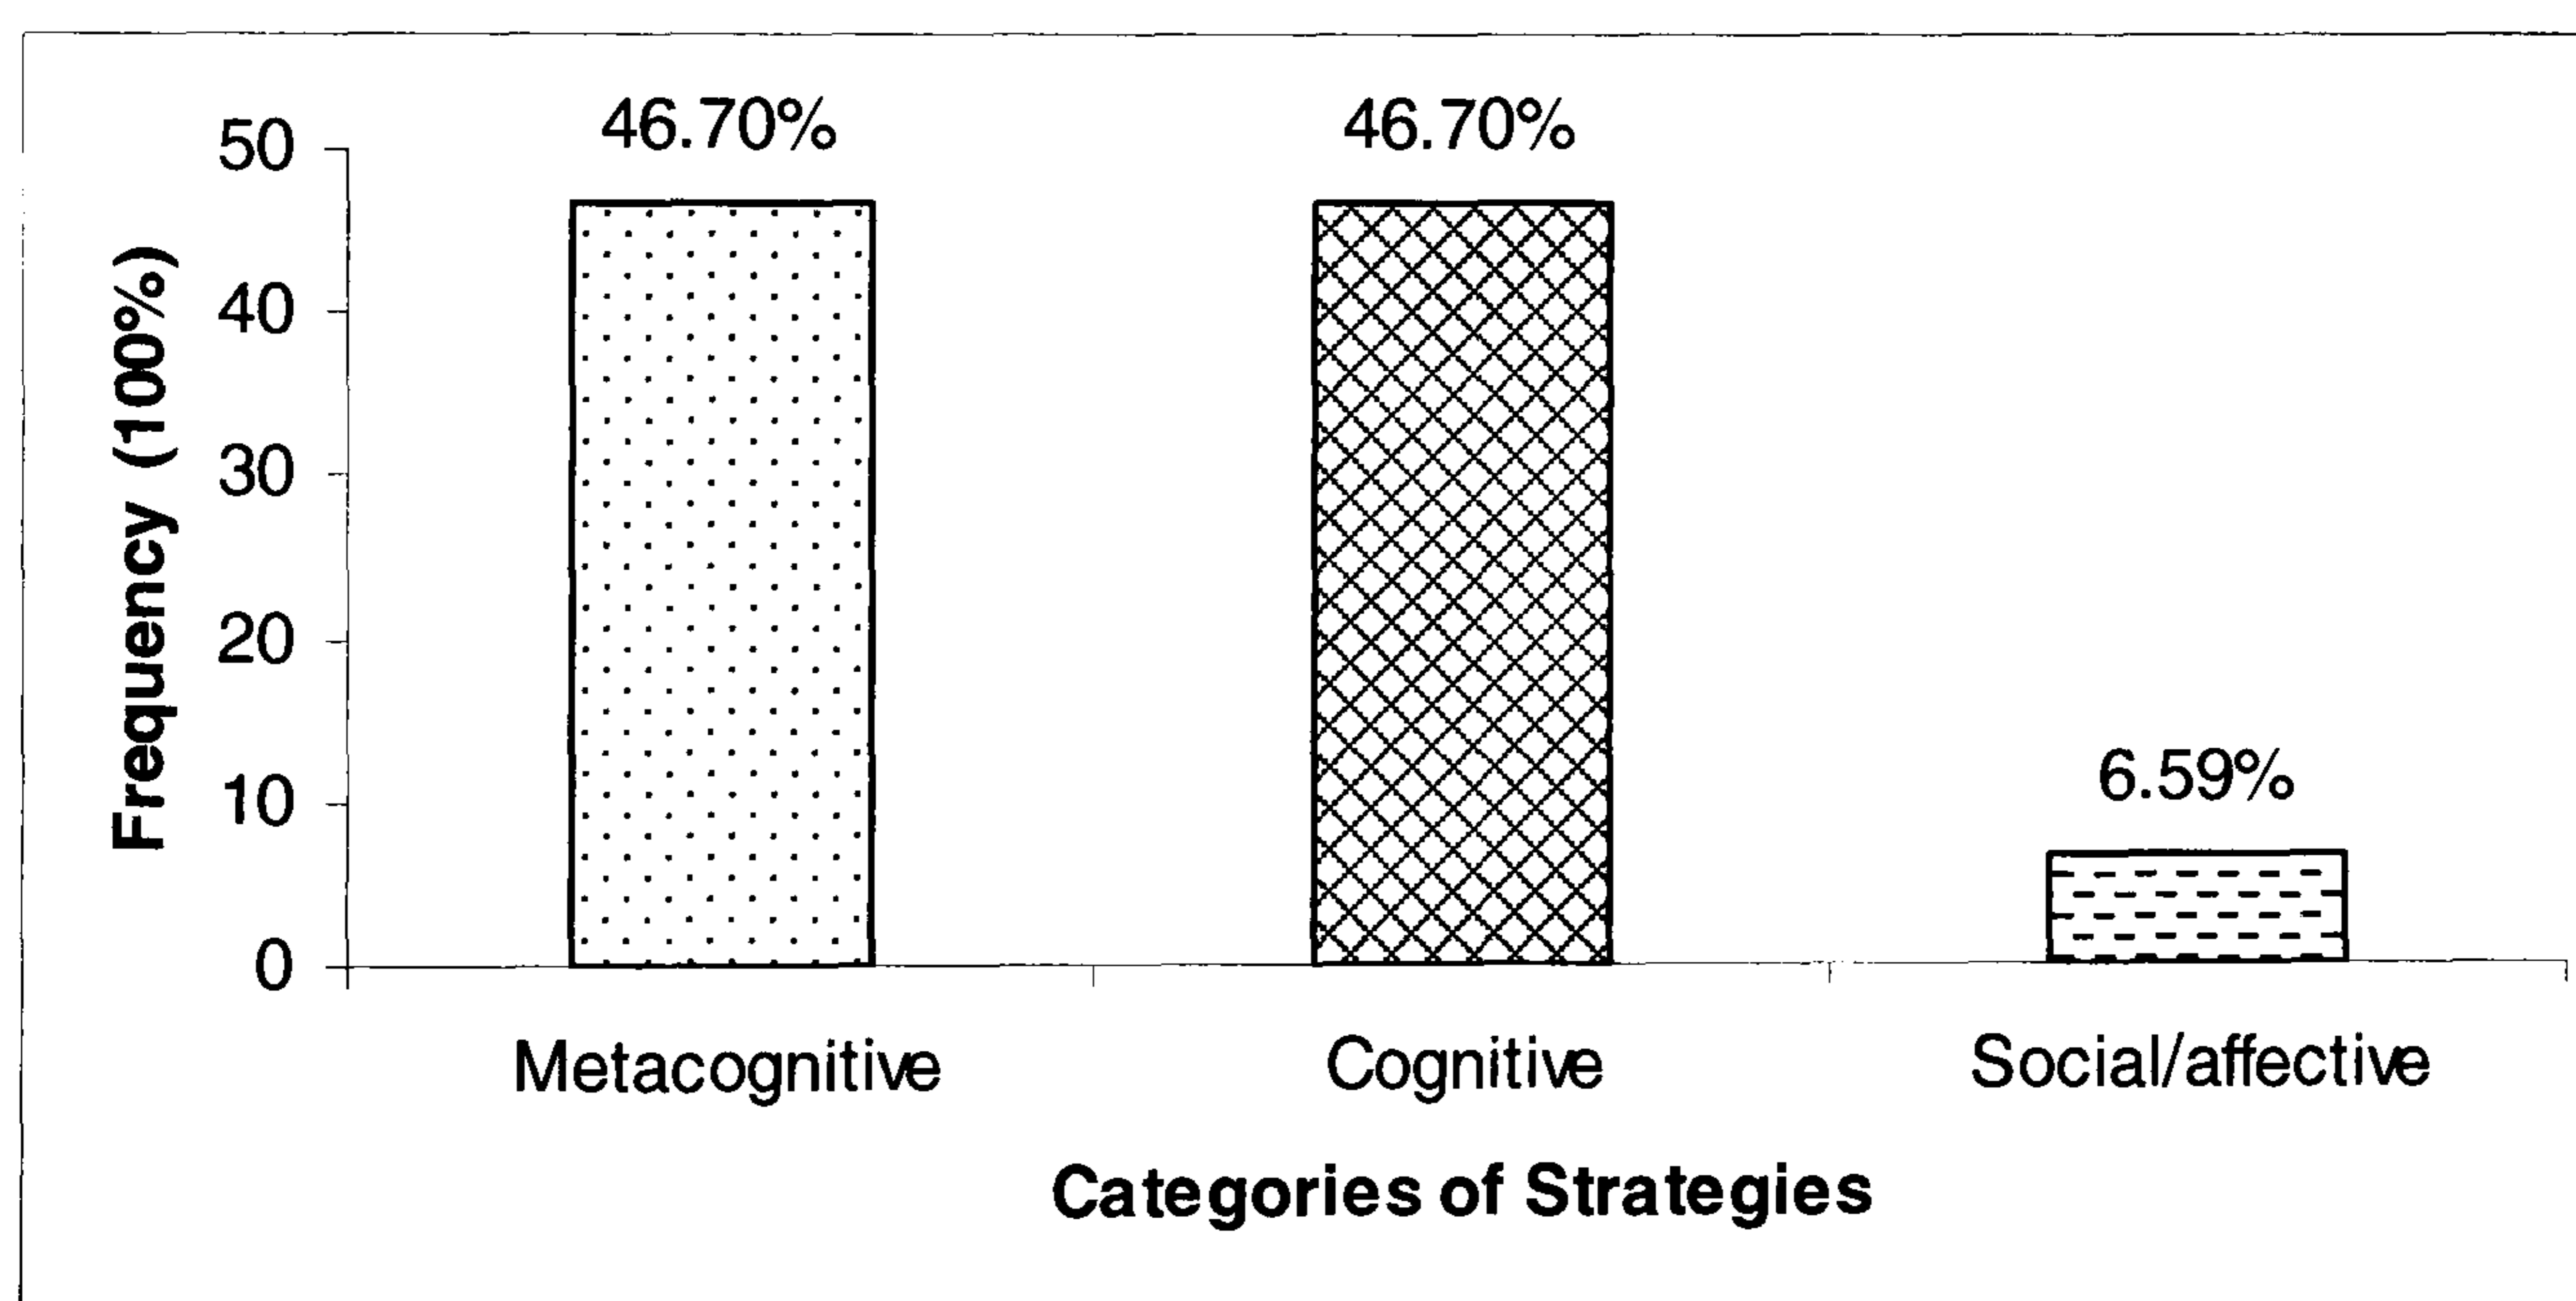 46.70% 46.70%
50
40
30
20
6.59%
10
0
Frequency (100%)
Metacognitive Cognitive Social/affective
Categories of Strategies